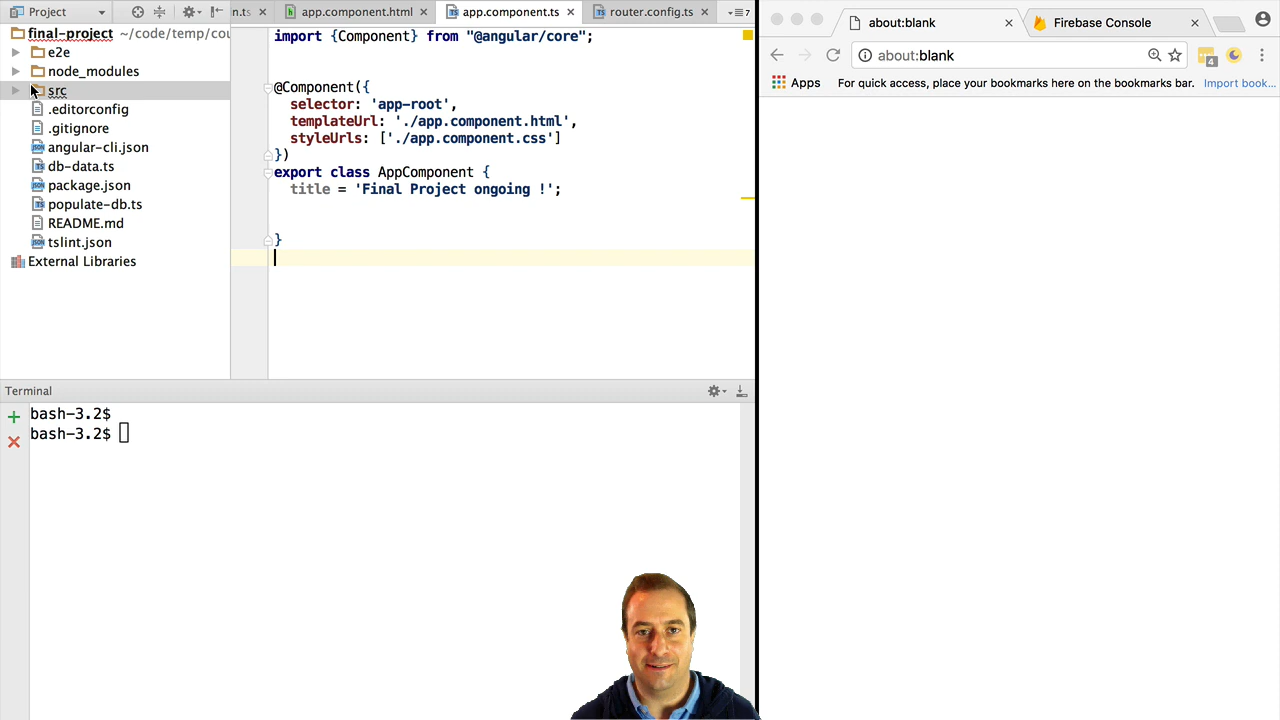 Project
final-project ~/code/temp/cou
e2e
node_modules
src
.editorconfig
.gitignore
angular-cli.json
db-data.ts
package.json
populate-db.ts
README.md
tslint.json
External Libraries
n.ts
app.component.html
app.component.ts
router.config.ts
7
import {Component} from "@angular/core";
@Component({
selector: 'app-root',
templateUrl: './app.component.html',
styleUrls: ['./app.component.css']
})
export class AppComponent {
title = 'Final Project ongoing !';
}
Terminal
bash-3.2$
bash-3.2$
about:blank
Firebase Console
about:blank
4
Apps
For quick access, place your bookmarks here on the bookmarks bar. Import book...